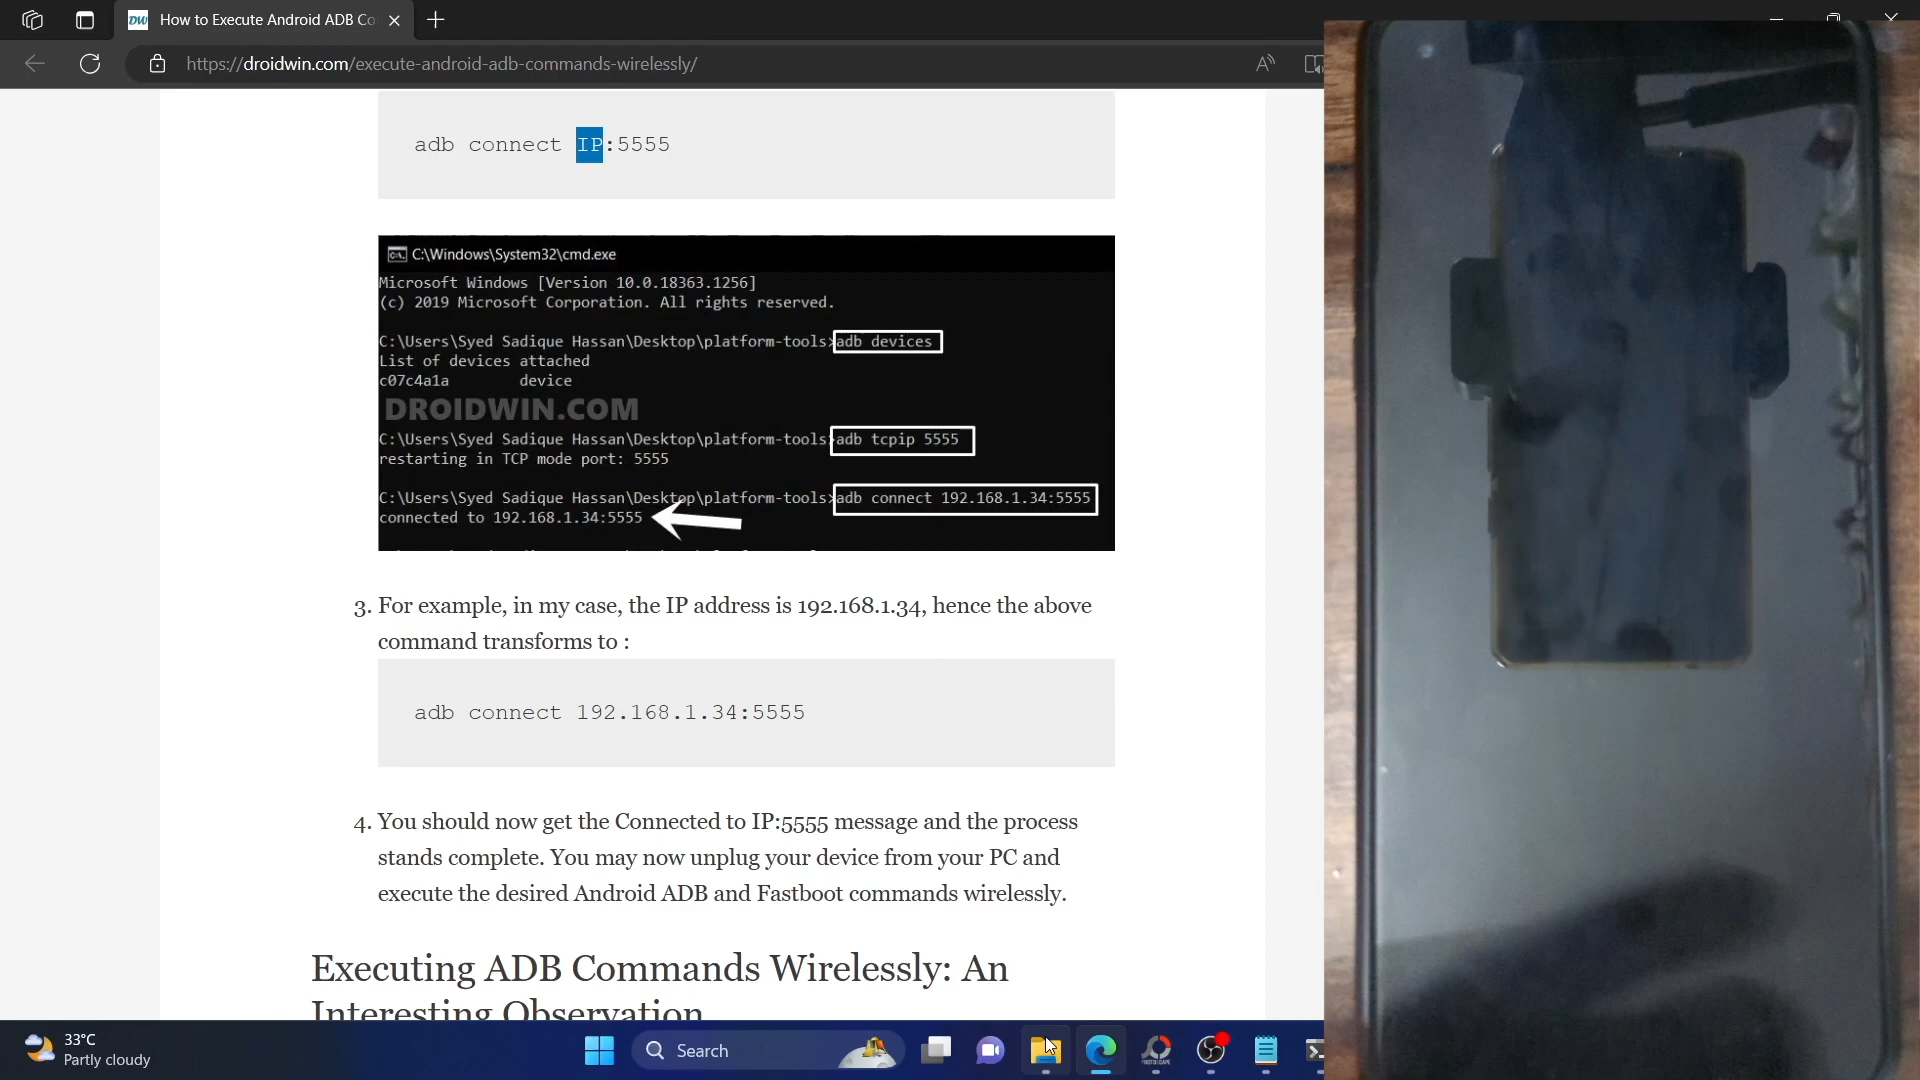 How to Execute Android ADB Co
https://droidwin.com/execute-android-adb-commands-wirelessly/
adb connect IP:5555
C:\Windows\System32\cmd.exe
Microsoft Windows [Version 10.0.18363.1256]
(c) 2019 Microsoft Corporation. All rights reserved.
C:\Users\Syed Sadique Hassan\Desktop\platform-tools>adb devices
List of devices attached
c07c4a1a device
DROIDWIN.COM
C:\Users\Syed Sadique Hassan\Desktop\platform-tools>adb tcpip 5555
restarting in TCP mode port: 5555
C:\Users\Syed Sadique Hassan\Desktop\platform-tools>adb connect 192.168.1.34:5555
connected to 192.168.1.34:5555
3. For example, in my case, the IP address is 192.168.1.34, hence the above
command transforms to :
adb connect 192.168.1.34:5555
4. You should now get the Connected to IP:5555 message and the process
stands complete. You may now unplug your device from your PC and
execute the desired Android ADB and Fastboot commands wirelessly.
Executing ADB Commands Wirelessly: An
Interesting Observation
33°C
Partly cloudy
Search